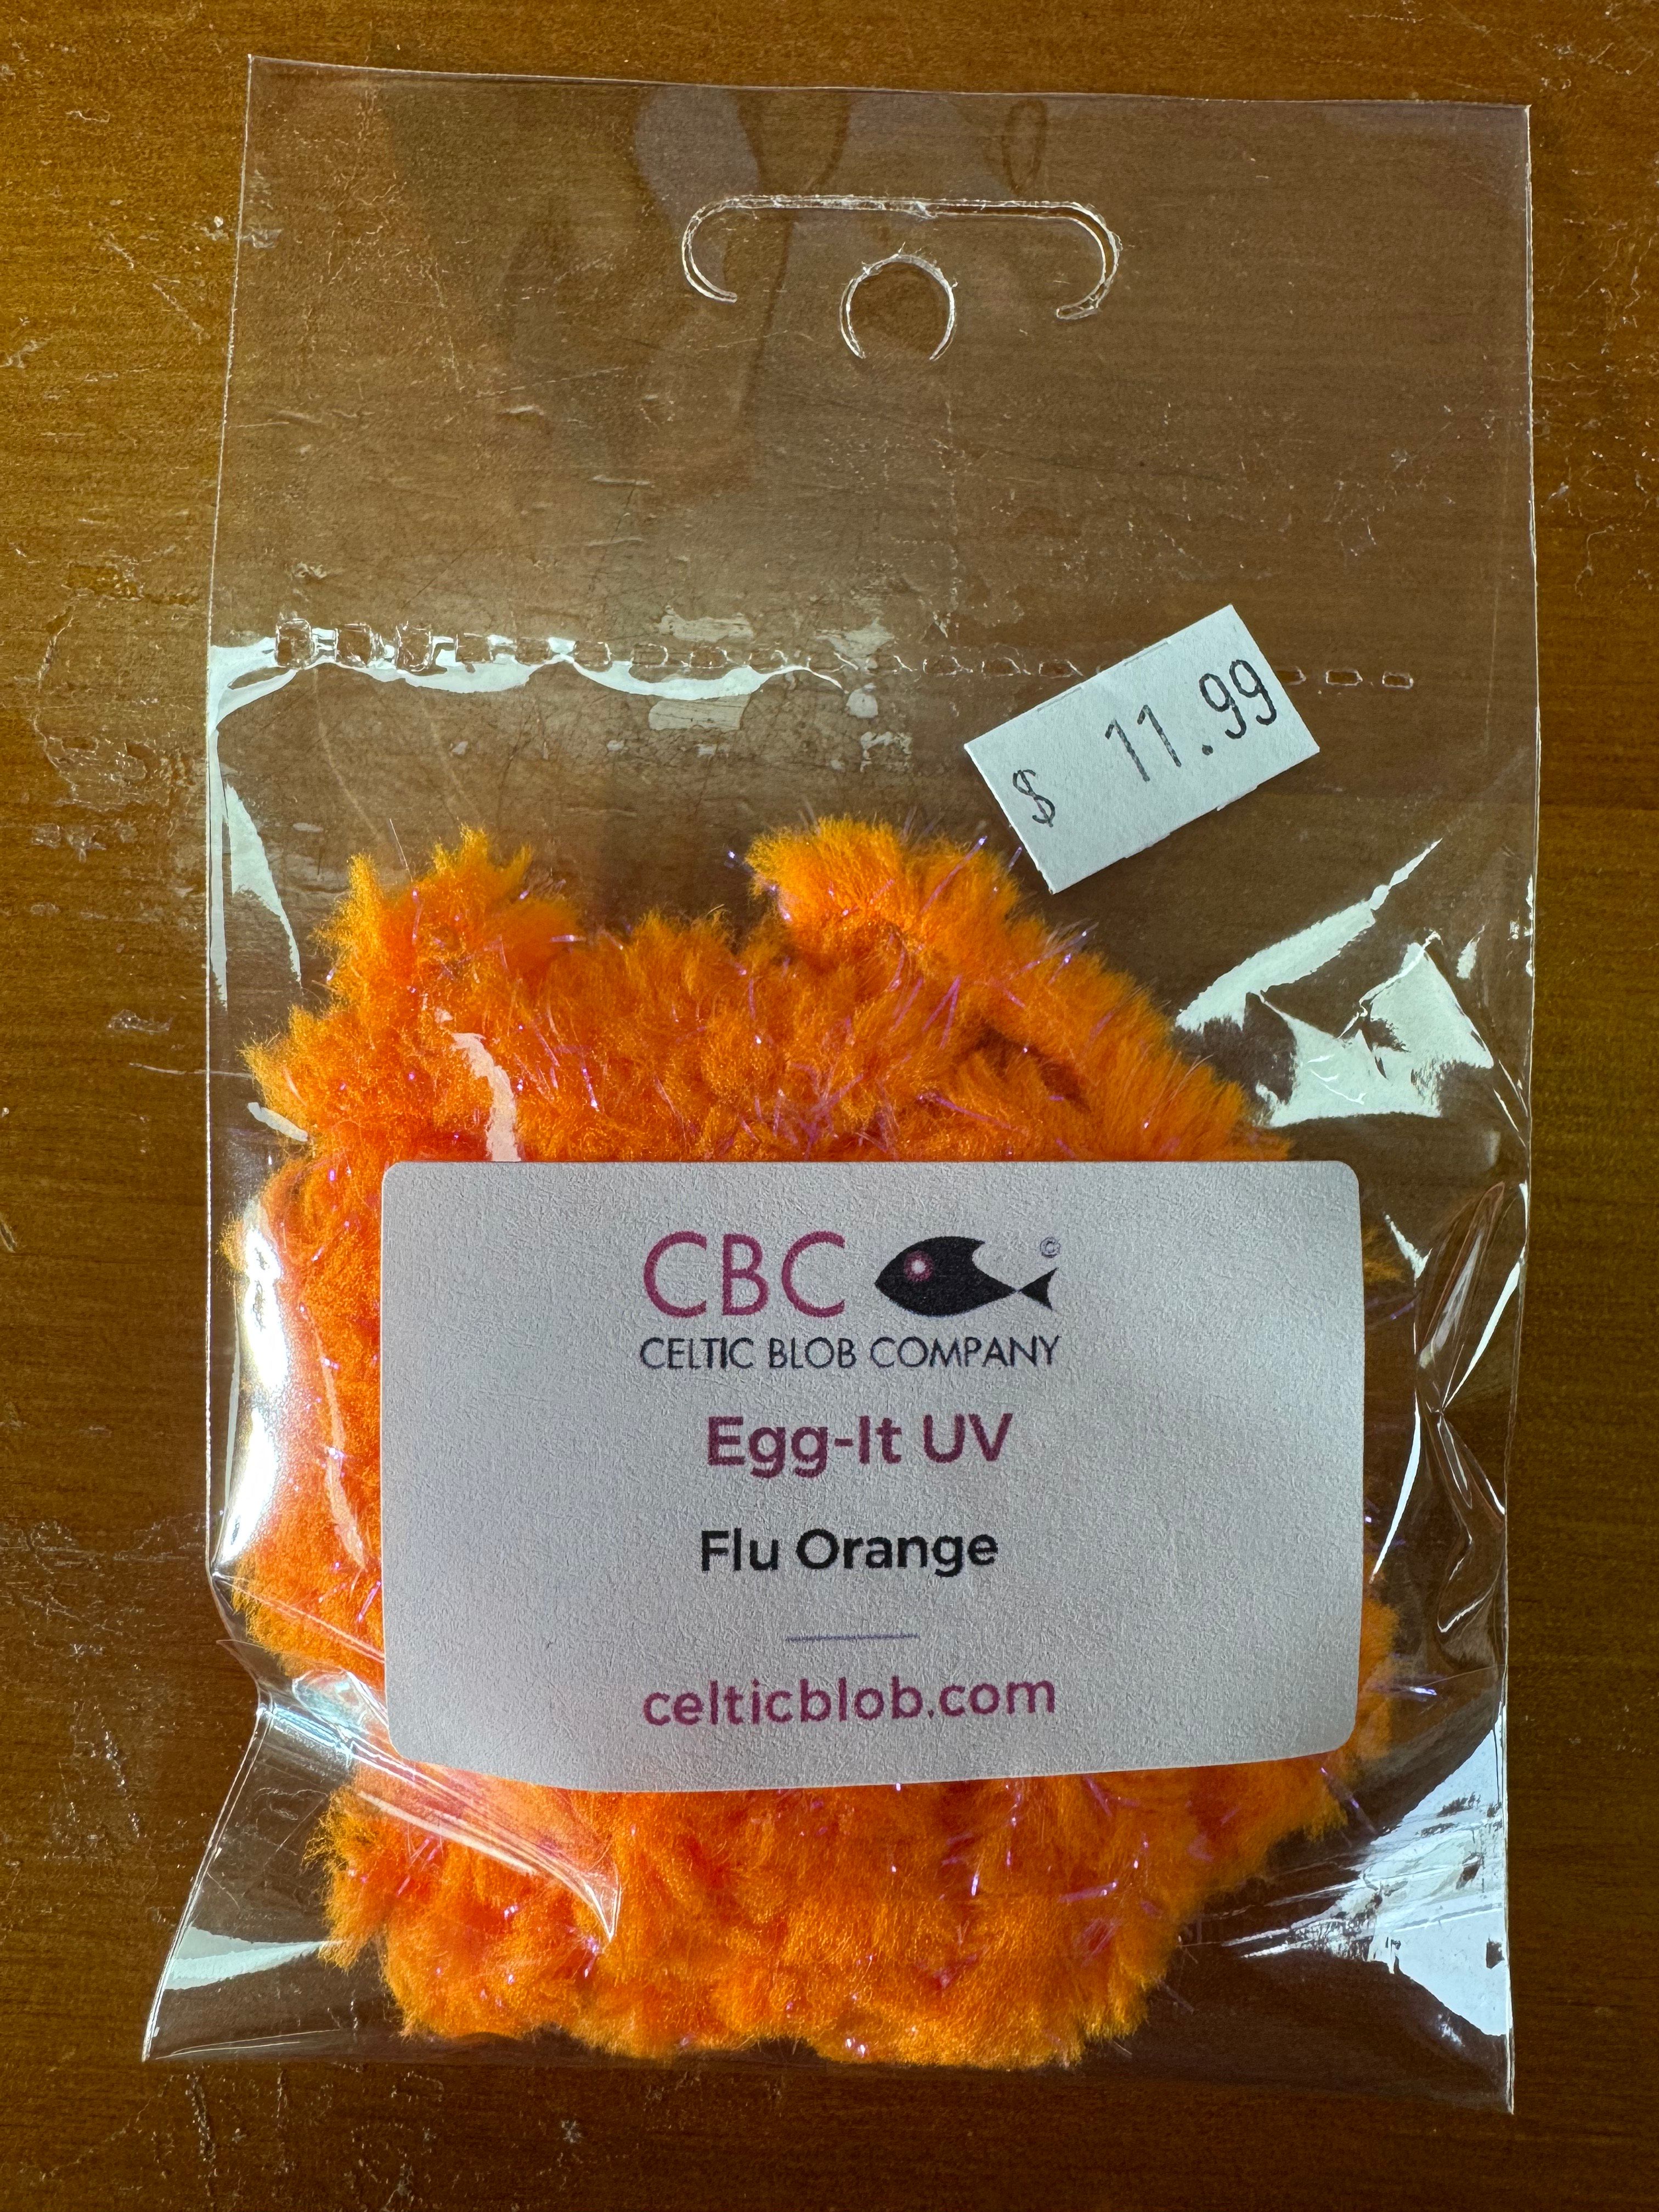 $ 11.99
CBC ©
CELTIC BLOB COMPANY
Egg-It UV
Flu Orange
celticblob.com